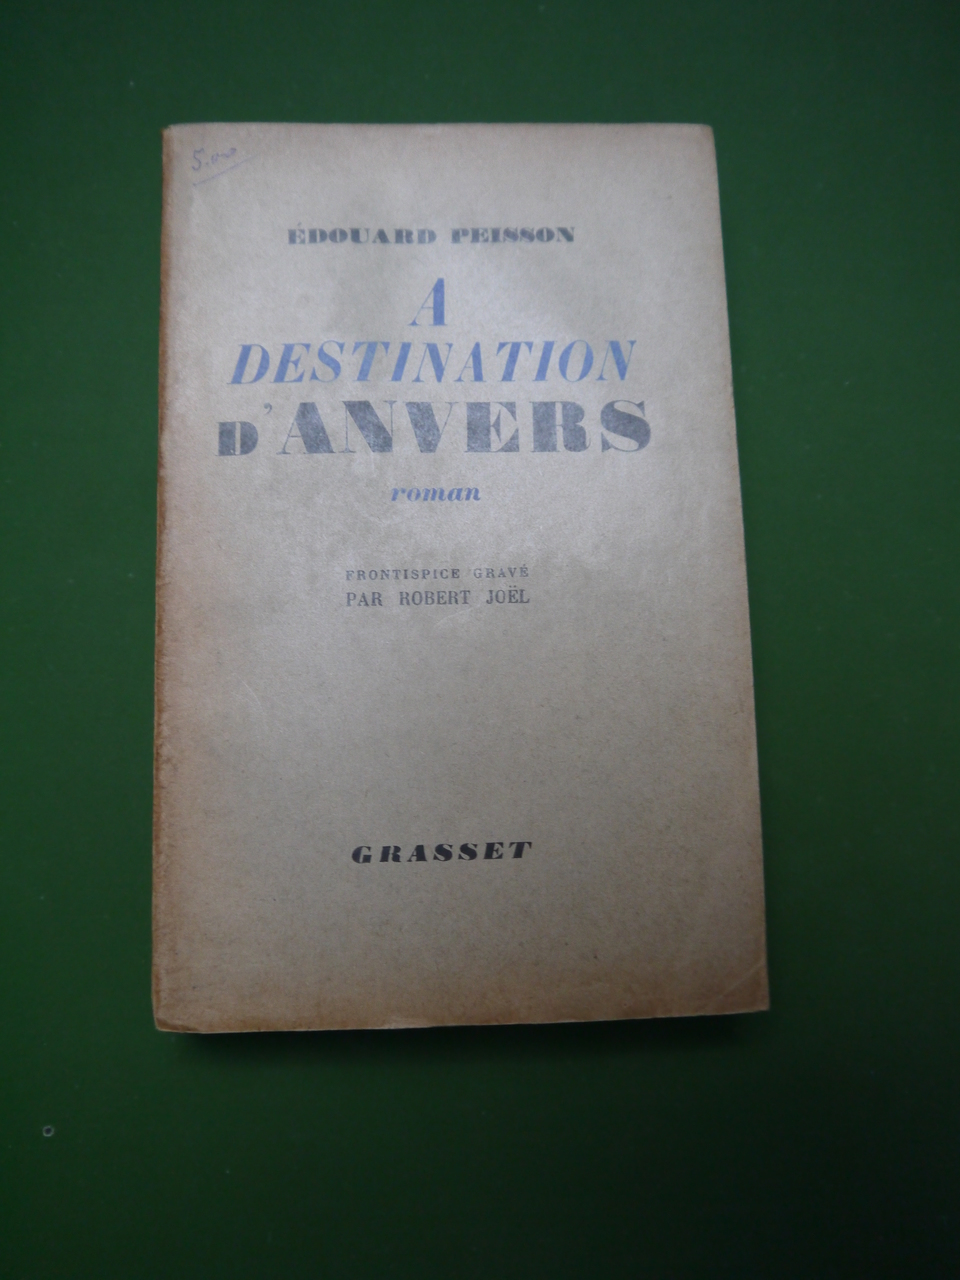 5.00
ÉDOUARD PEISSON
A
DESTINATION
D'ANVERS
roman
FRONTISPICE GRAVÉ
PAR ROBERT JOËL
GRASSET